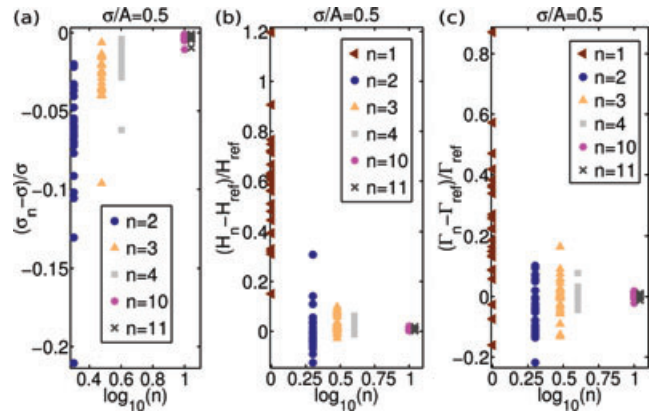 (a)
σ/A=0.5
0
-0.05
-0.1
-0.15
-0.2
(σn−σ)/σ
n=2
n=3
n=4
n=10
n=11
0.4
0.6
0.8
1
log10(n)
(b)
σ/A=0.5
1.2
1
0.8
0.6
0.4
0.2
0
(Hn−Href)/Href
n=1
n=2
n=3
n=4
n=10
n=11
0
0.25
0.5
0.75
1
log10(n)
(c)
σ/A=0.5
0.8
0.6
0.4
0.2
0
-0.2
(Γn−Γref)/Γref
n=1
n=2
n=3
n=4
n=10
n=11
0
0.25
0.5
0.75
1
log10(n)